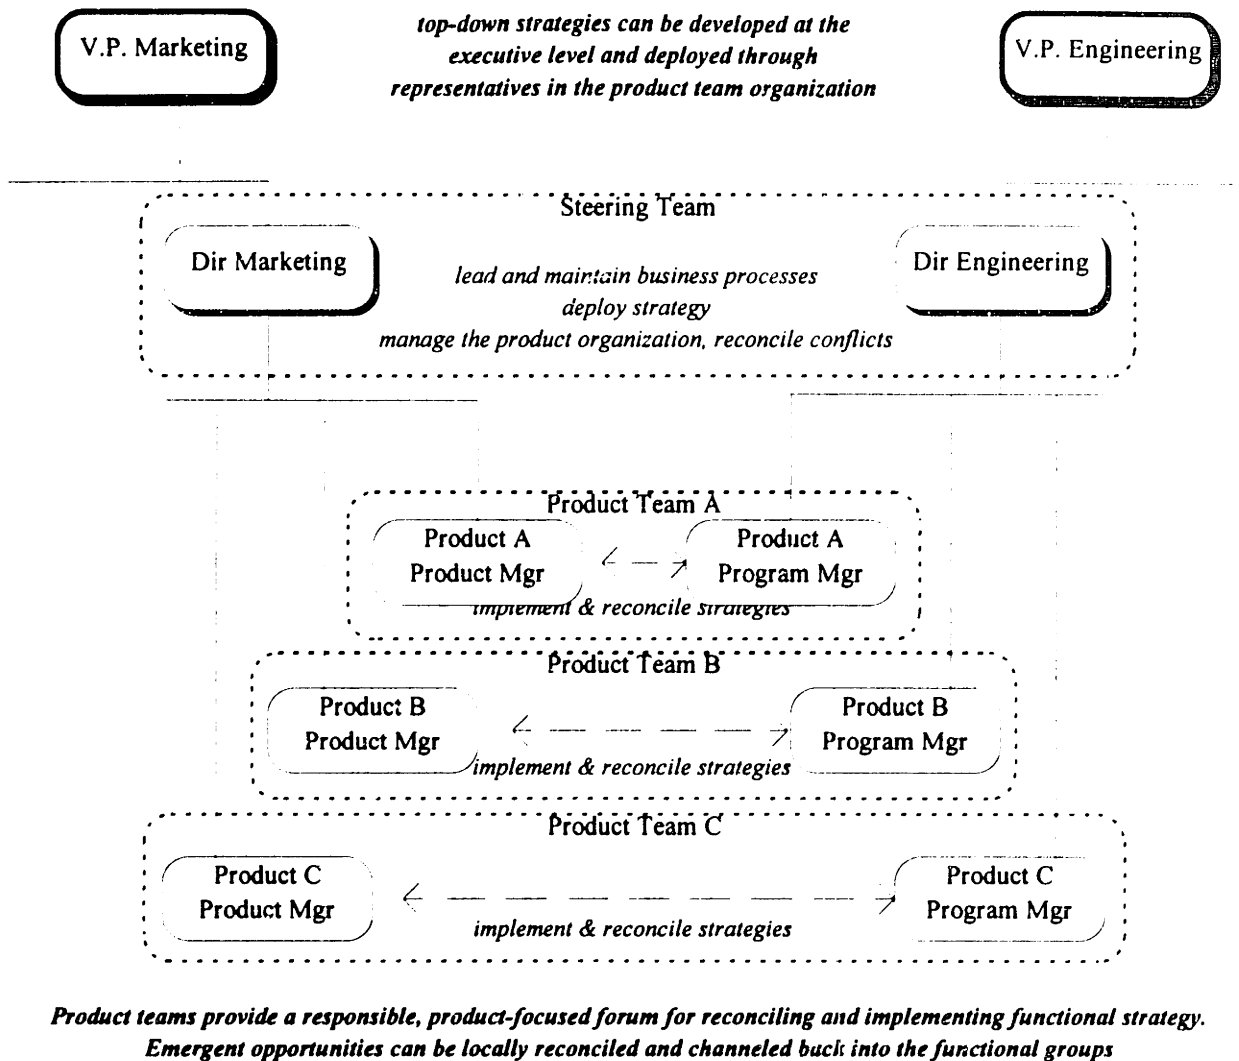 V.P. Marketing
top-down strategies can be developed at the
executive level and deployed through
representatives in the product team organization
V.P. Engineering
Steering Team
Dir Marketing
Dir Engineering
lead and maintain business processes
deploy strategy
manage the product organization, reconcile conflicts
Product Team A
Product A
Product Mgr
Product A
Program Mgr
implement & reconcile strategies
Product Team B
Product B
Product Mgr
Product B
Program Mgr
implement & reconcile strategies
Product Team C
Product C
Product Mgr
Product C
Program Mgr
implement & reconcile strategies
Product teams provide a responsible, product-focused forum for reconciling and implementing functional strategy.
Emergent opportunities can be locally reconciled and channeled back into the functional groups